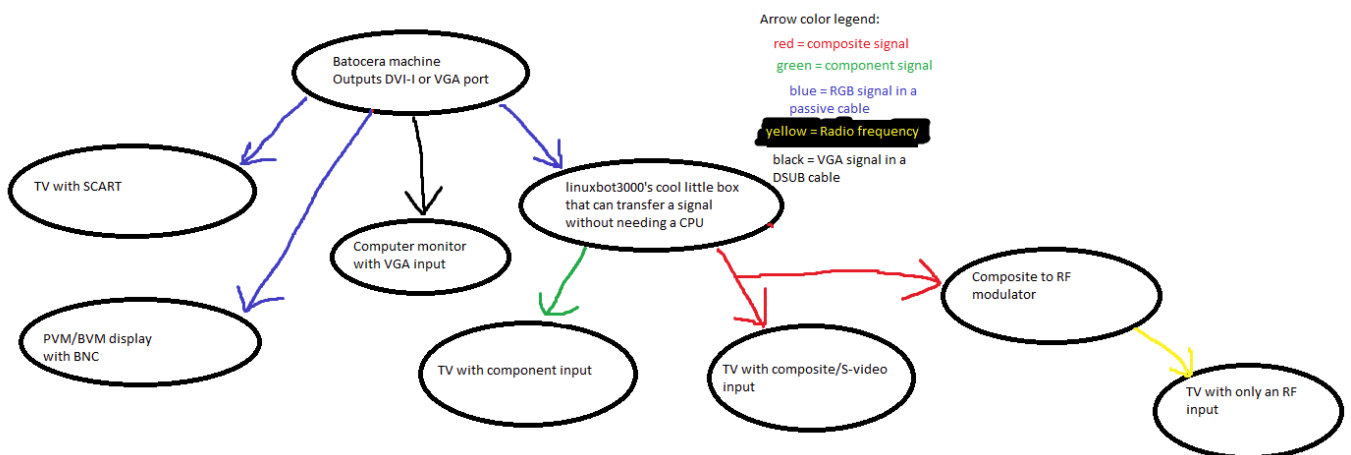 Arrow color legend:
red = composite signal
green = component signal
blue = RGB signal in a
passive cable
yellow = Radio frequency
black = VGA signal in a
DSUB cable
Batocera machine
Outputs DVI-I or VGA port
TV with SCART
linuxbot3000's cool little box
that can transfer a signal
without needing a CPU
Computer monitor
with VGA input
Composite to RF
modulator
PVM/BVM display
with BNC
TV with component input
TV with composite/S-video
input
TV with only an RF
input